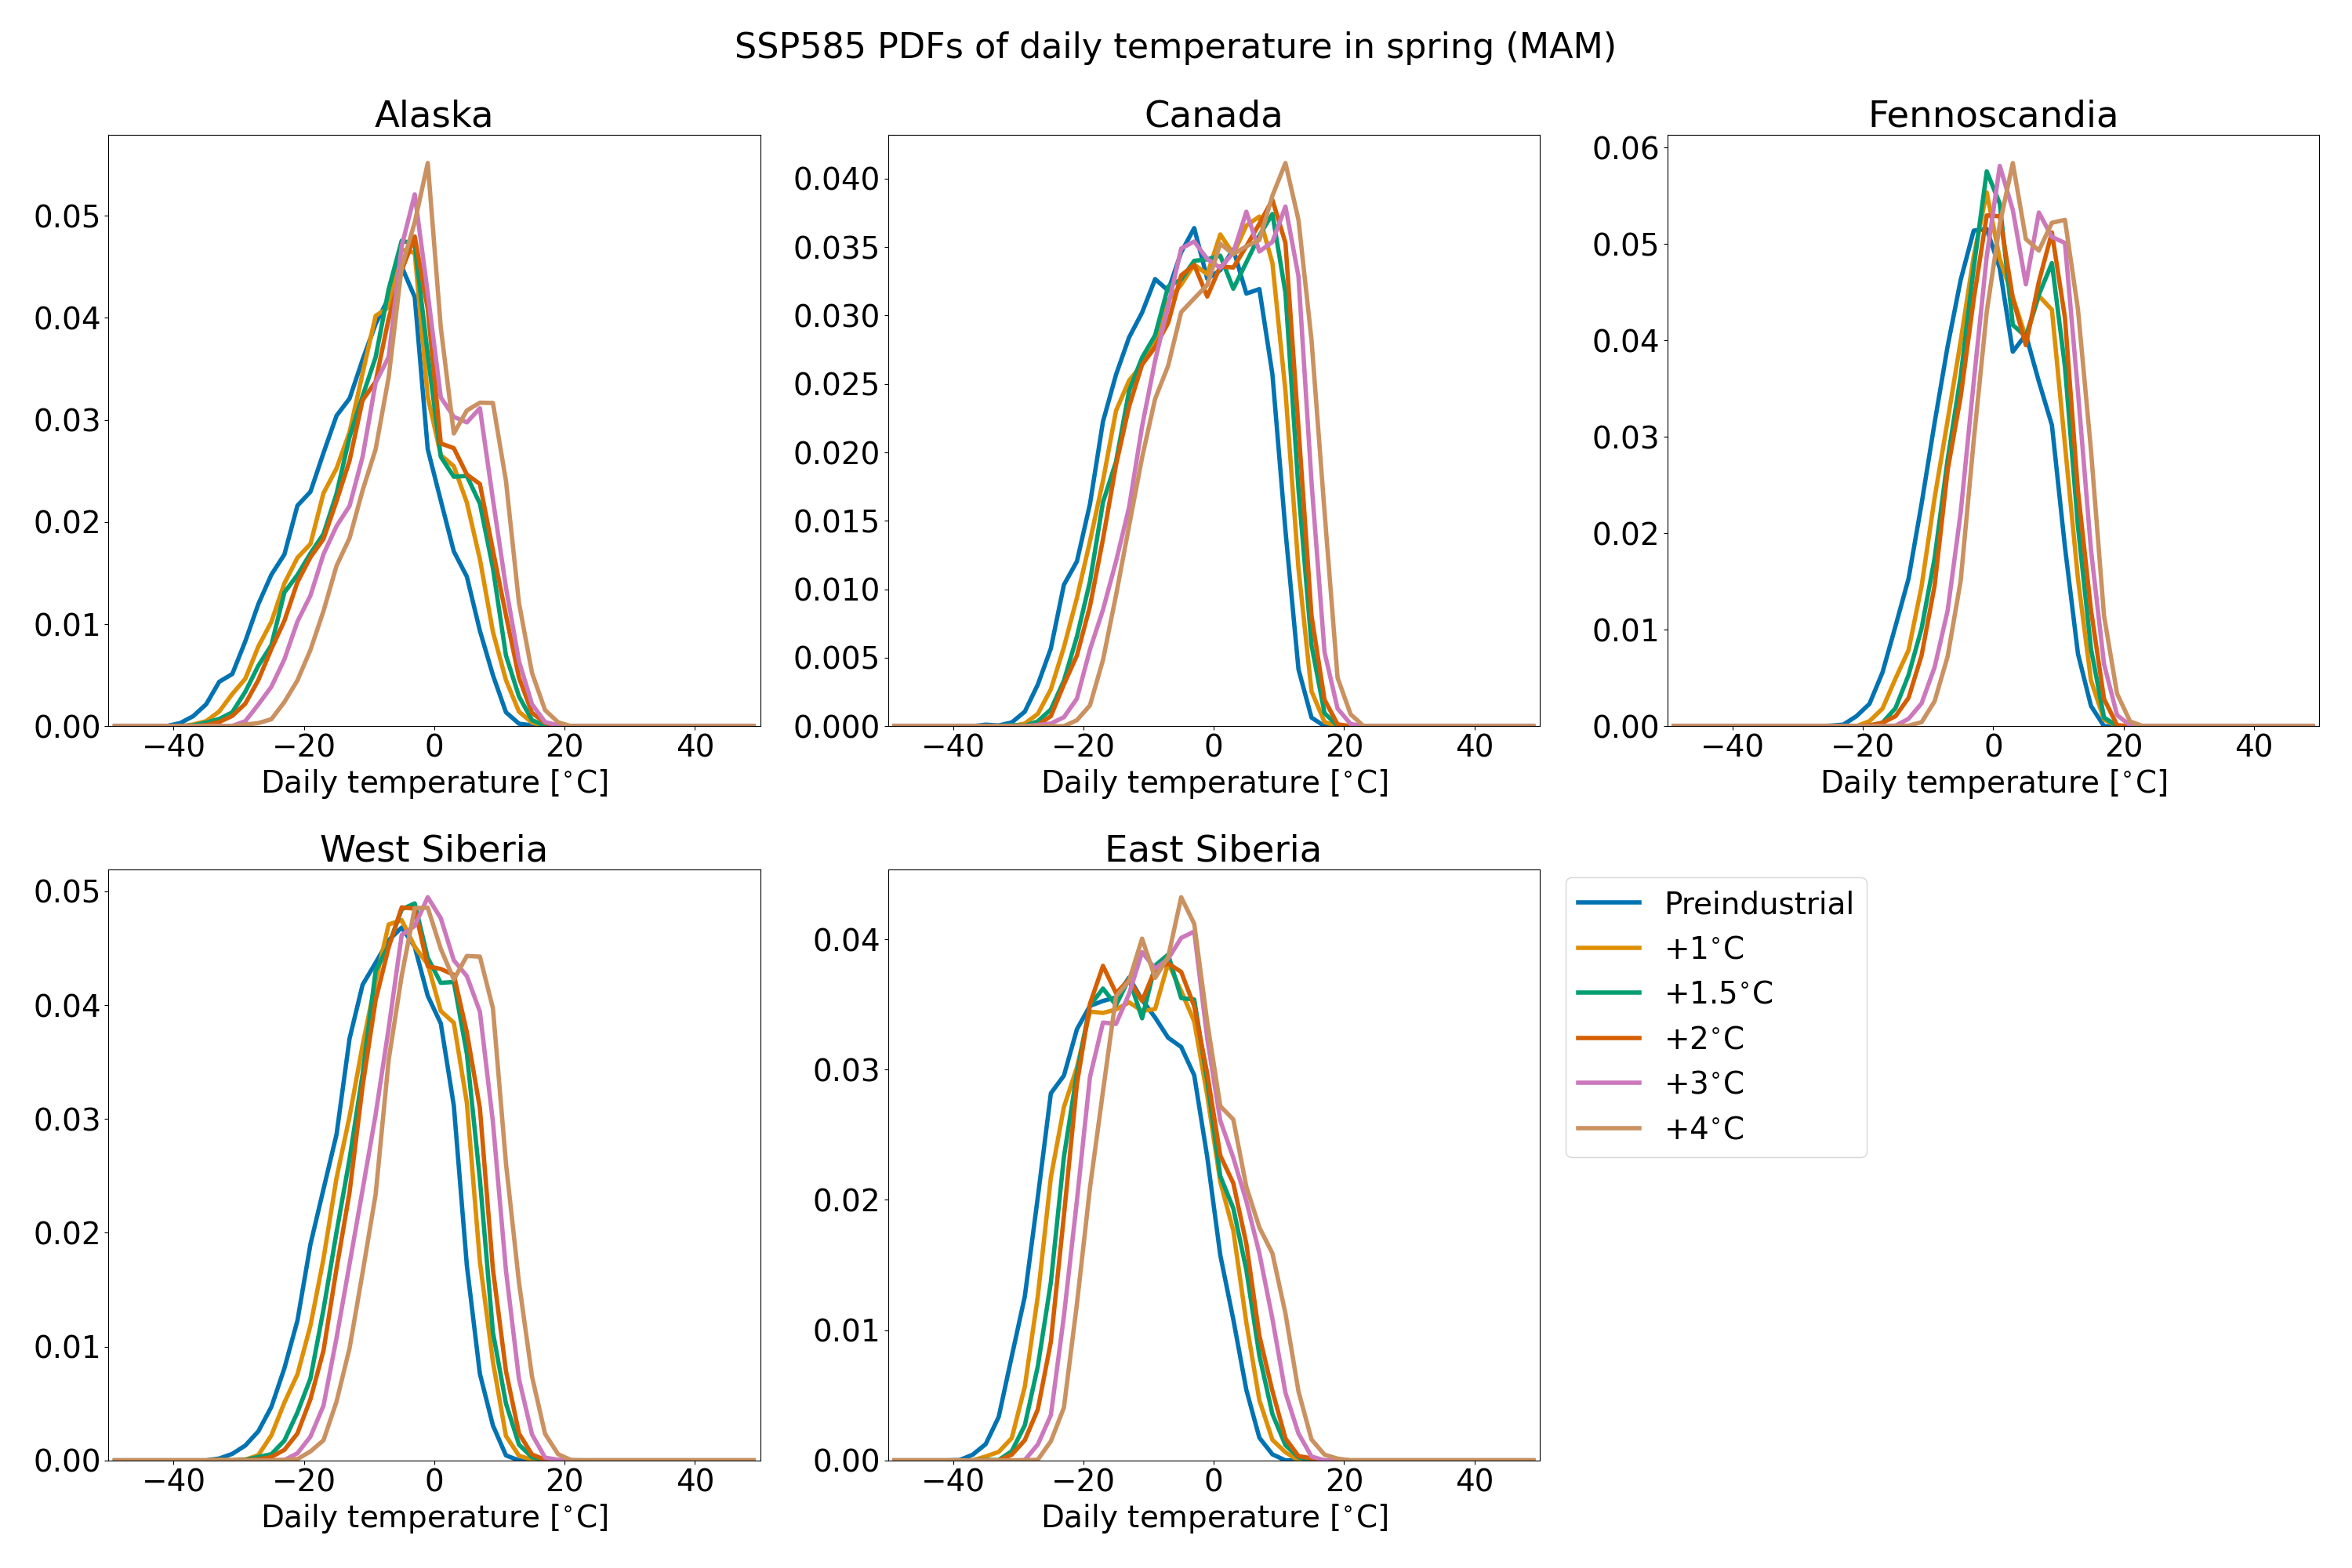 SSP585 PDFs of daily temperature in spring (MAM)
Alaska
0.05
0.04
0.03
0.02
0.01
0.00
−40 −20 0 20 40
Daily temperature [°C]
Canada
0.040
0.035
0.030
0.025
0.020
0.015
0.010
0.005
0.000
−40 −20 0 20 40
Daily temperature [°C]
Fennoscandia
0.06
0.05
0.04
0.03
0.02
0.01
0.00
−40 −20 0 20 40
Daily temperature [°C]
West Siberia
0.05
0.04
0.03
0.02
0.01
0.00
−40 −20 0 20 40
Daily temperature [°C]
East Siberia
0.04
0.03
0.02
0.01
0.00
−40 −20 0 20 40
Daily temperature [°C]
Preindustrial
+1°C
+1.5°C
+2°C
+3°C
+4°C